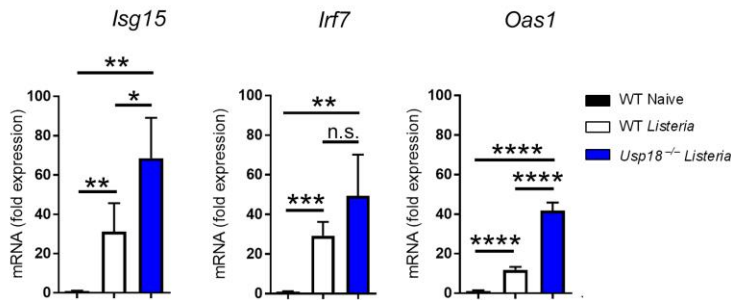 Isg15
Irf7
Oas1
mRNA (fold expression)
100
80
60
40
20
0
**
*
**
mRNA (fold expression)
100
80
60
40
20
0
**
n.s.
***
mRNA (fold expression)
100
80
60
40
20
0
****
****
****
WT Naive
WT Listeria
Usp18⁻/⁻ Listeria